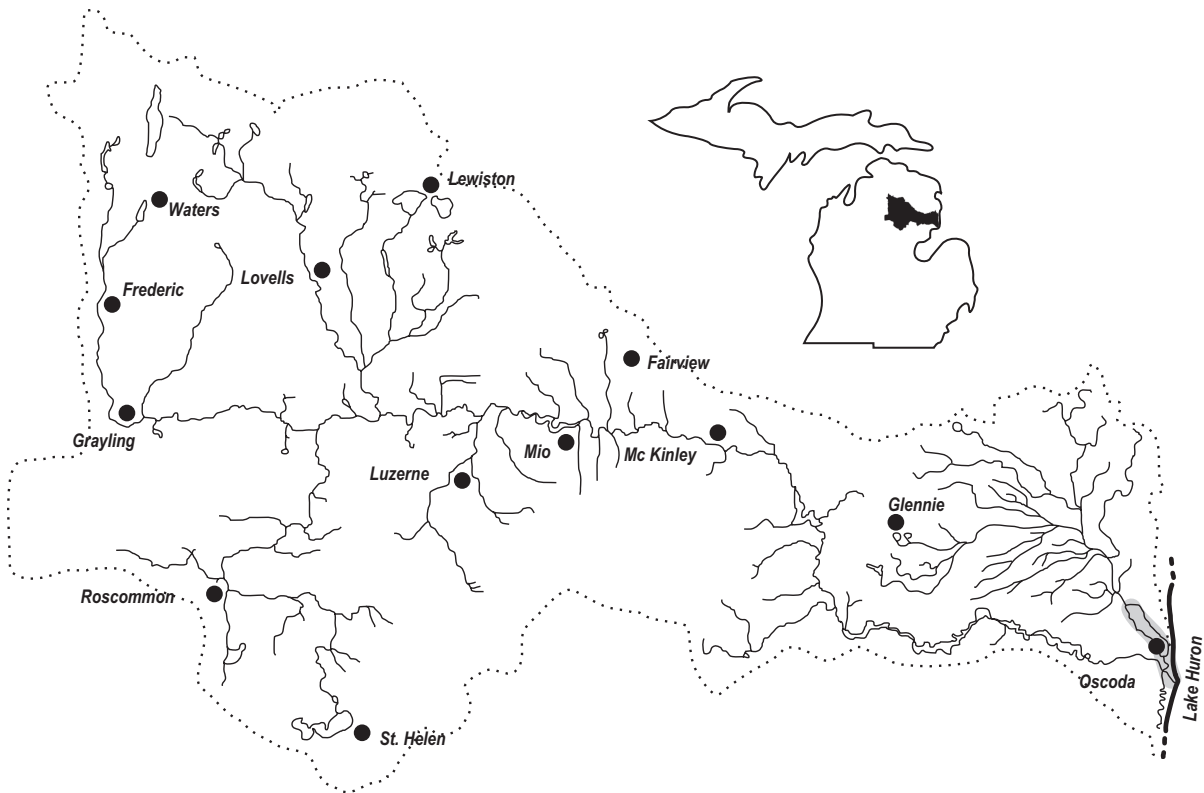 Lewiston
Waters
Lovells
Frederic
Fairview
Grayling
Mio
Mc Kinley
Luzerne
Glennie
Roscommon
Oscoda
Lake Huron
St. Helen